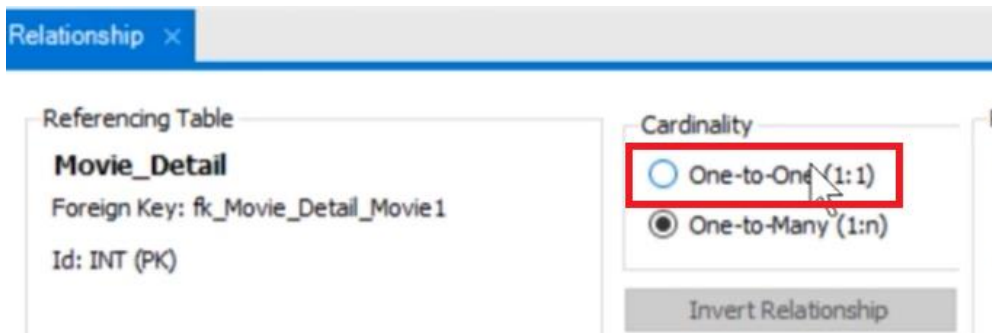 Relationship ×
Referencing Table
Movie_Detail
Foreign Key: fk_Movie_Detail_Movie1
Id: INT (PK)
Cardinality
One-to-One (1:1)
One-to-Many (1:n)
Invert Relationship